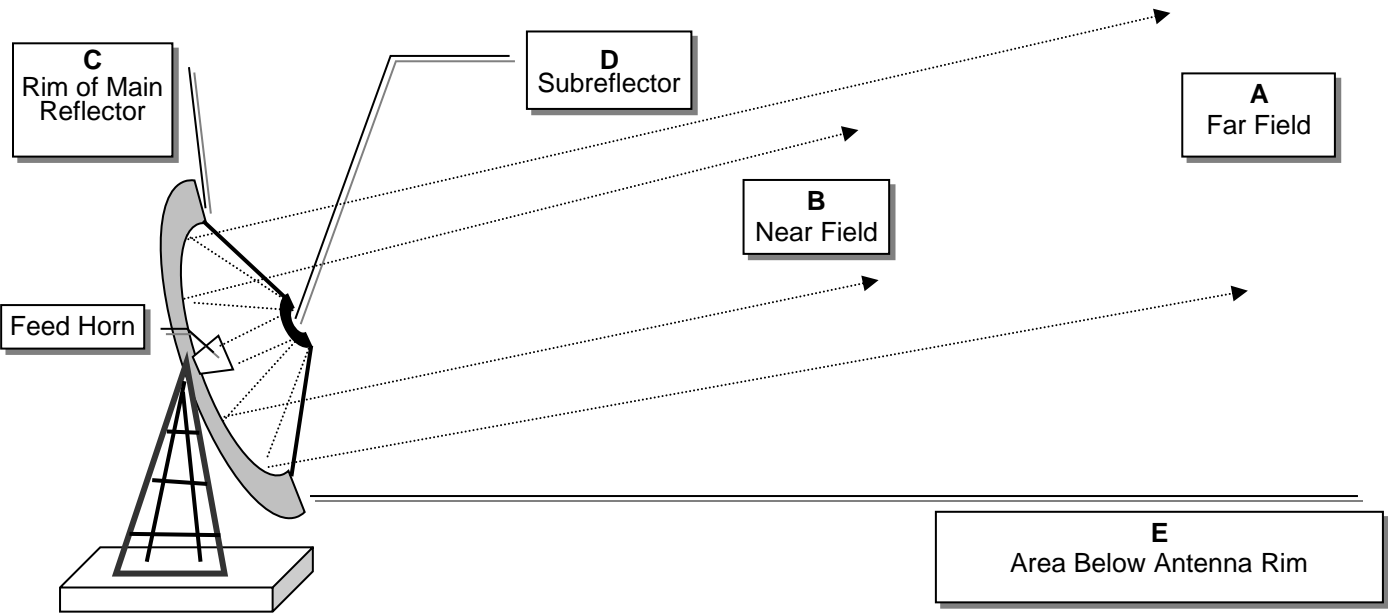 C
Rim of Main
Reflector
D
Subreflector
A
Far Field
B
Near Field
Feed Horn
E
Area Below Antenna Rim